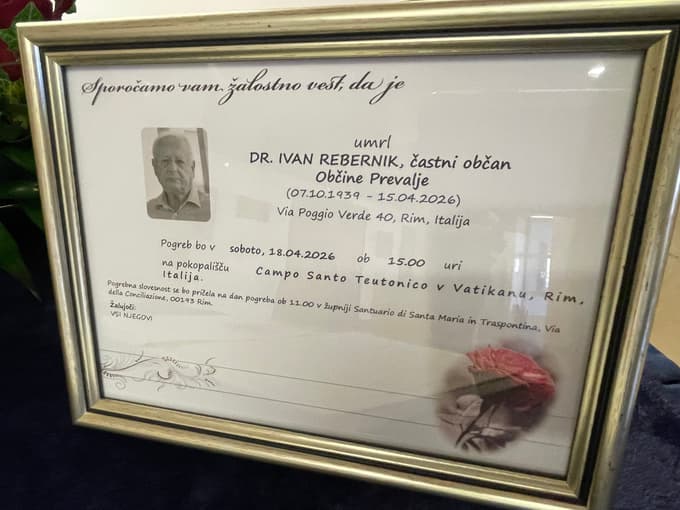 Sporočamo vam žalostno vest, da je
umrl
DR. IVAN REBERNIK, častni občan
Občine Prevalje
(07.10.1939 - 15.04.2026)
Via Poggio Verde 40, Rim, Italija
Pogreb bo v soboto, 18.04.2026 ob 15.00 uri
na pokopališču Campo Santo Teutonico v Vatikanu, Rim,
Italija.
Pogrebna slovesnost se bo pričela na dan pogreba ob 11.00 v župniji Santuario di Santa Maria in Traspontina, Via
della Conciliazione, 00193 Rim.
Žalujoči:
VSI NJEGOVI